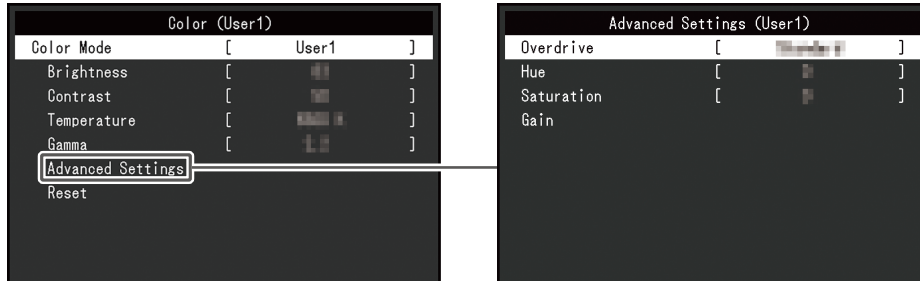 Color (User1)
Color Mode [ User1 ]
Brightness [ ]
Contrast [ ]
Temperature [ ]
Gamma [ ]
Advanced Settings
Reset
Advanced Settings (User1)
Overdrive [ ]
Hue [ ]
Saturation [ ]
Gain